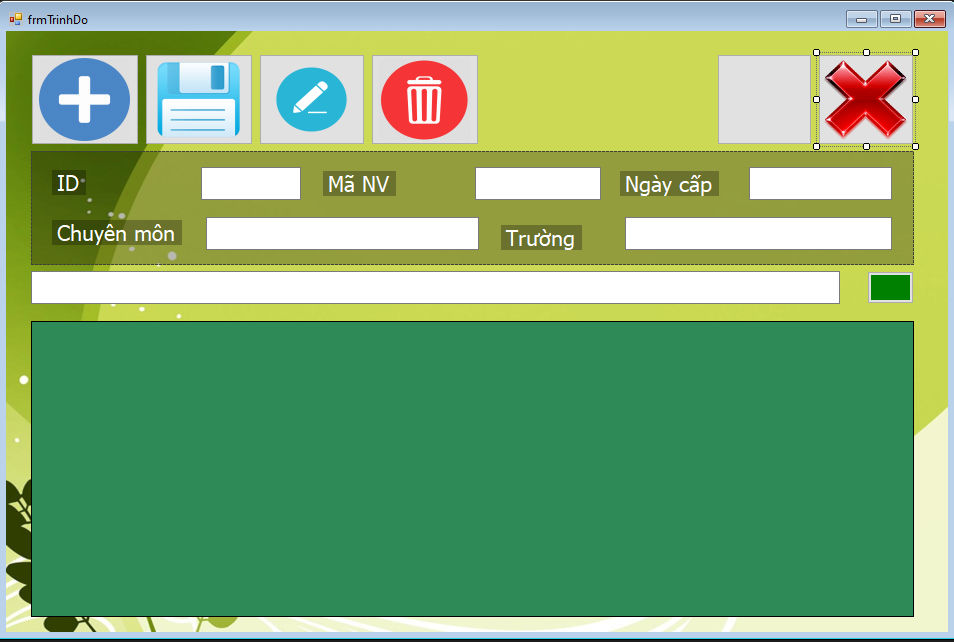 frmTrinhDo
ID Mã NV Ngày cấp
Chuyên môn Trường